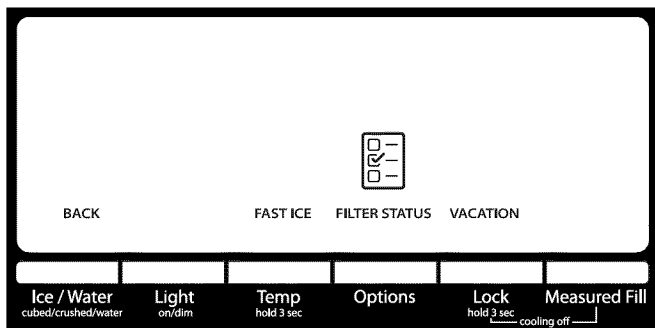 BACK FAST ICE FILTER STATUS VACATION
Ice / Water Light Temp Options Lock Measured Fill
cubed/crushed/water on/dim hold 3 sec hold 3 sec
cooling off